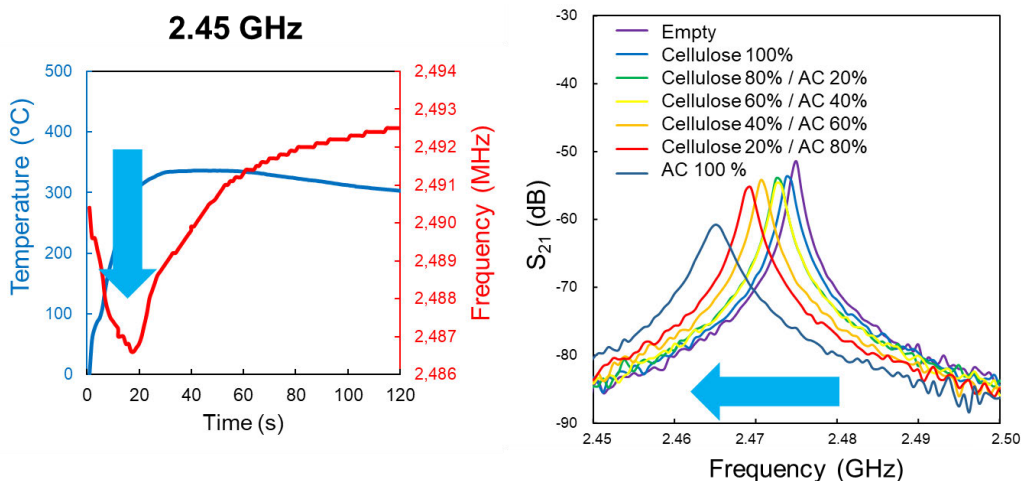 2.45 GHz
500
400
300
200
100
0
Temperature (°C)
2,494
2,493
2,492
2,491
2,490
2,489
2,488
2,487
2,486
Frequency (MHz)
0 20 40 60 80 100 120
Time (s)
-30
-40
-50
-60
-70
-80
-90
S21 (dB)
Empty
Cellulose 100%
Cellulose 80% / AC 20%
Cellulose 60% / AC 40%
Cellulose 40% / AC 60%
Cellulose 20% / AC 80%
AC 100 %
2.45 2.46 2.47 2.48 2.49 2.50
Frequency (GHz)